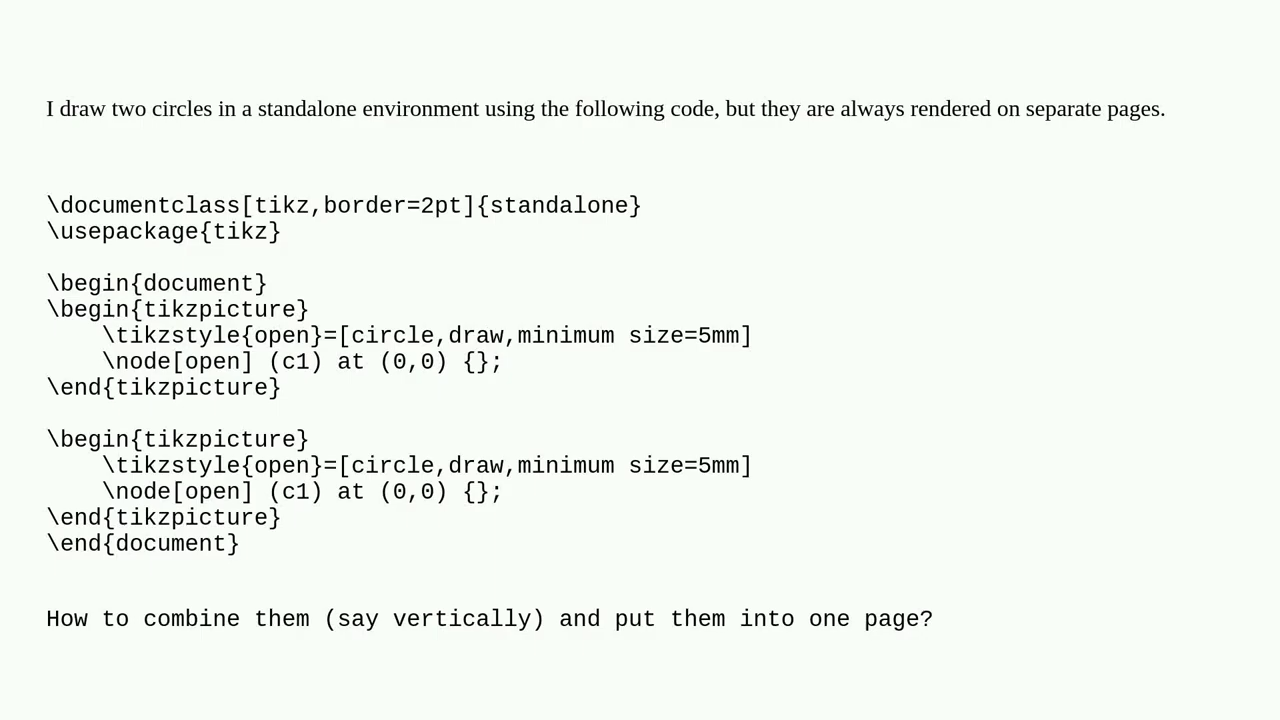 I draw two circles in a standalone environment using the following code, but they are always rendered on separate pages.
\documentclass[tikz,border=2pt]{standalone}
\usepackage{tikz}
\begin{document}
\begin{tikzpicture}
    \tikzstyle{open}=[circle,draw,minimum size=5mm]
    \node[open] (c1) at (0,0) {};
\end{tikzpicture}
\begin{tikzpicture}
    \tikzstyle{open}=[circle,draw,minimum size=5mm]
    \node[open] (c1) at (0,0) {};
\end{tikzpicture}
\end{document}
How to combine them (say vertically) and put them into one page?